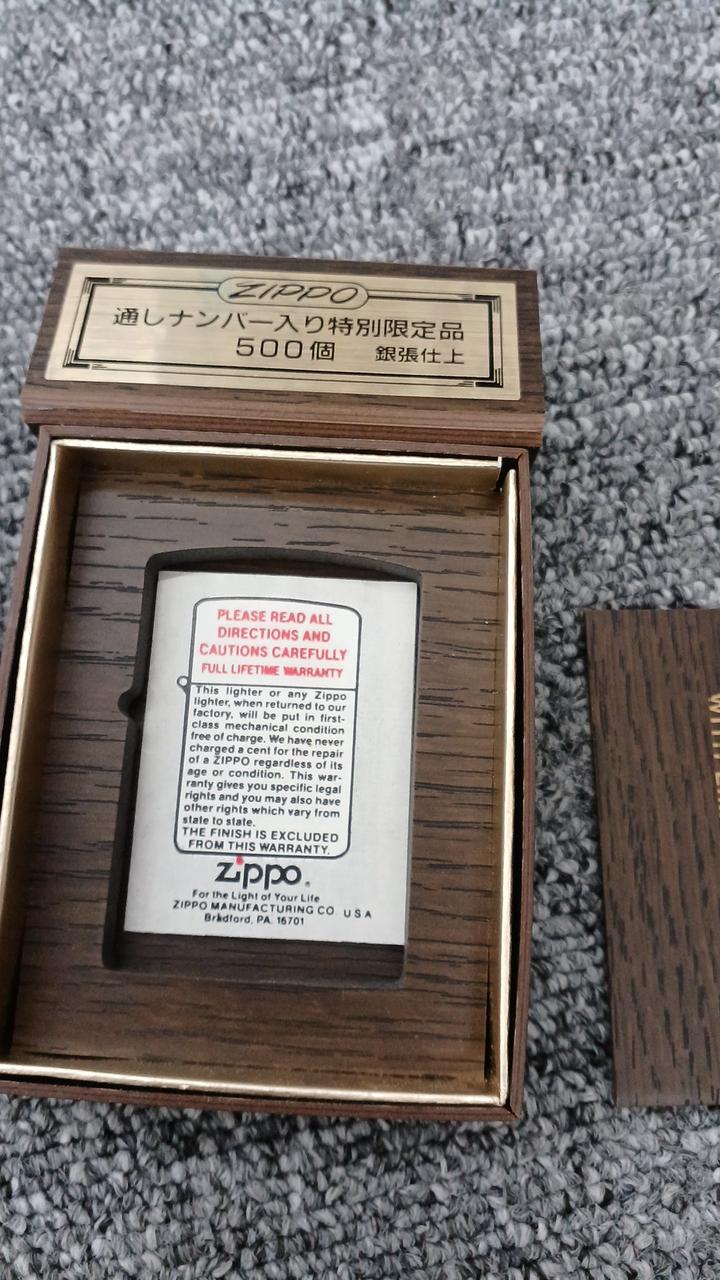 ZIPPO
通しナンバー入り特別限定品
500個 銀張仕上
PLEASE READ ALL
DIRECTIONS AND
CAUTIONS CAREFULLY
FULL LIFETIME WARRANTY
This lighter or any Zippo
lighter, when returned to our
factory, will be put in first-
class mechanical condition
free of charge. We have never
charged a cent for the repair
of a ZIPPO regardless of its
age or condition. This war-
ranty gives you specific legal
rights and you may also have
other rights which vary from
state to state.
THE FINISH IS EXCLUDED
FROM THIS WARRANTY.
zippo®
For the Light of Your Life
ZIPPO MANUFACTURING CO. U S A
Bradford, PA. 16701